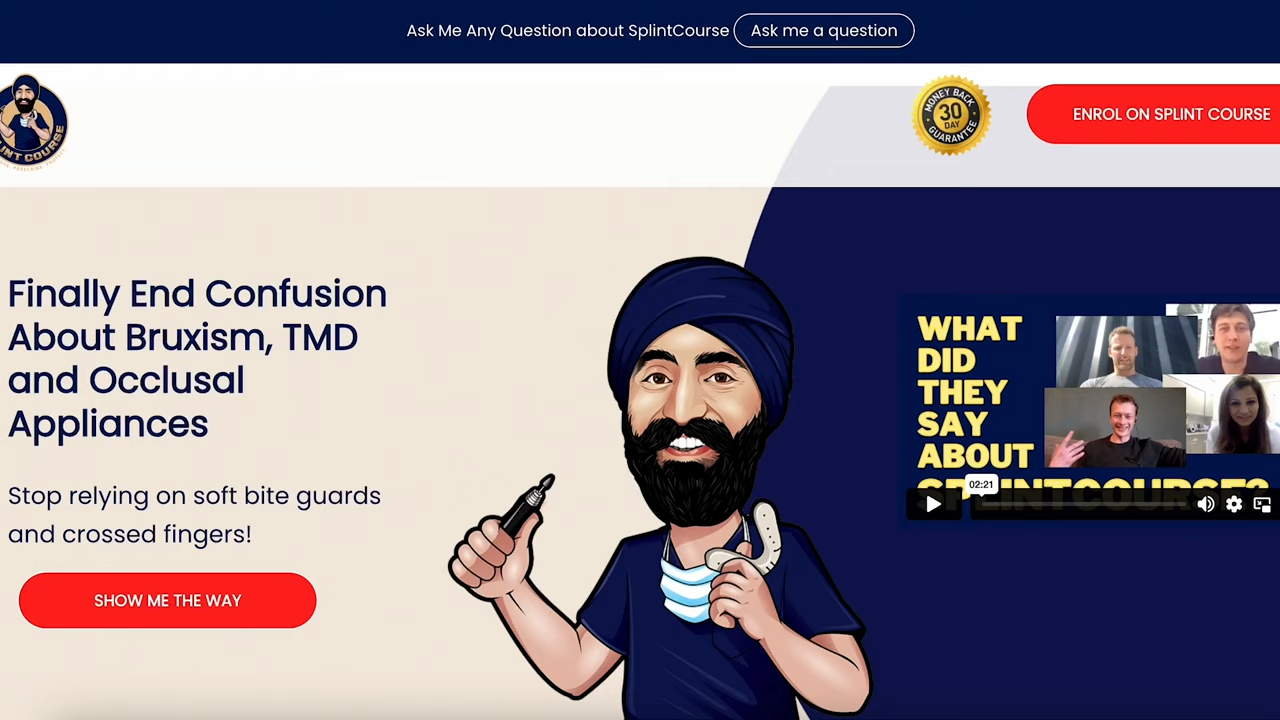 Ask Me Any Question about SplintCourse Ask me a question
MONEY BACK
30
DAY
GUARANTEE
ENROL ON SPLINT COURSE
Finally End Confusion
About Bruxism, TMD
and Occlusal
Appliances
Stop relying on soft bite guards
and crossed fingers!
SHOW ME THE WAY
WHAT
DID
THEY
SAY
ABOUT
SPLINTCOURSE?
02:21